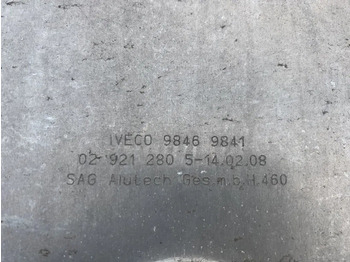 IVECO 9846 9841
02 921 280 5-14.02.08
SAG Alutech Ges.m.b.H.460